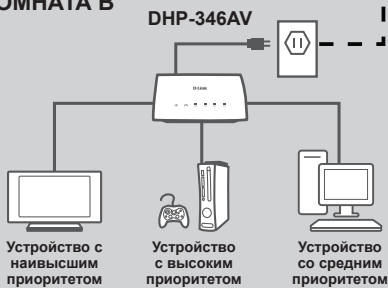 ОМНАТА В
DHP-346AV
D-Link
Устройство с
наивысшим
приоритетом
Устройство
с высоким
приоритетом
Устройство
со средним
приоритетом